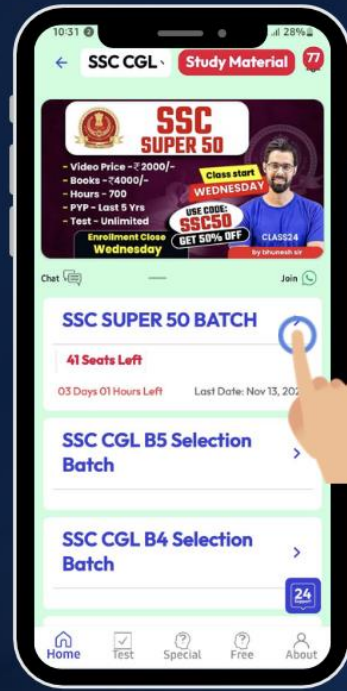 10:31
28%
SSC CGL
Study Material
77
SSC
SUPER 50
- Video Price -₹2000/-
- Books -₹4000/-
- Hours - 700
- PYP - Last 5 Yrs
- Test - Unlimited
Enrollment Close
Wednesday
Class start
WEDNESDAY
USE CODE:
SSC50
GET 50% OFF
CLASS24
by bhunesh sir
Chat
Join
SSC SUPER 50 BATCH
41 Seats Left
03 Days 01 Hours Left
Last Date: Nov 13, 202
SSC CGL B5 Selection
Batch
SSC CGL B4 Selection
Batch
24
Support
Home
Test
Special
Free
About